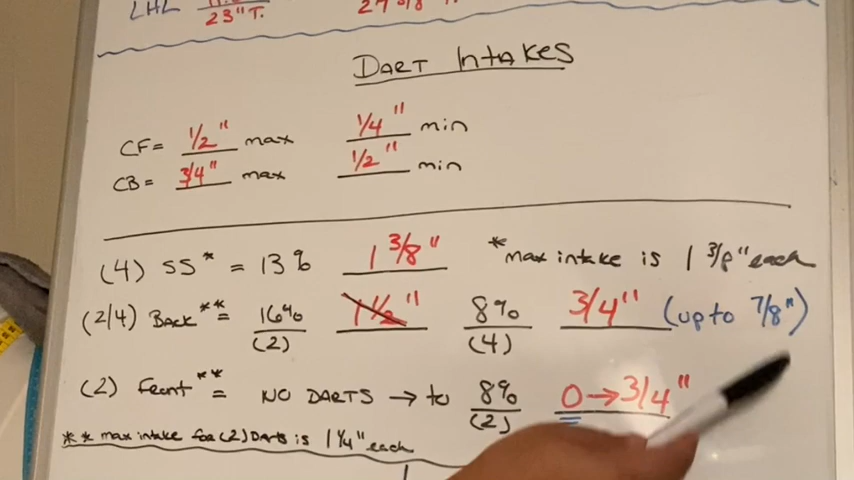 LHL 23"T.
DART INTAKES
CF = 1/2" max 1/4" min
CB = 3/4" max 1/2" min
(4) SS* = 13% 1 3/8" *max intake is 1 3/8" each
(2/4) BACK** = 16% (2) 1 1/2" 8% (4) 3/4" (up to 7/8")
(2) Front** = NO DARTS → to 8% (2) 0→3/4"
** max intake for (2) Darts is 1 1/4" each